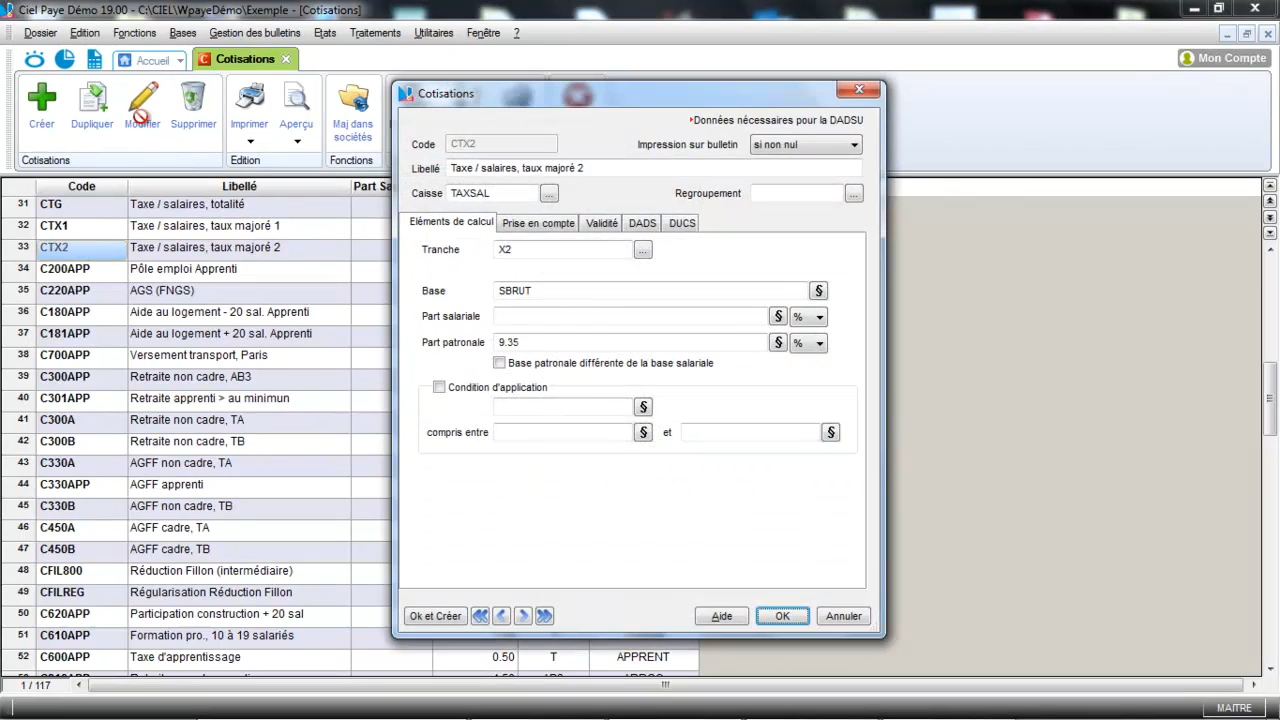 Ciel Paye Démo 19.00 - C:\CIEL\WpayeDémo\Exemple - [Cotisations]
Dossier Edition Fonctions Bases Gestion des bulletins Etats Traitements Utilitaires Fenêtre ?
Accueil Cotisations Mon Compte
Créer Dupliquer Modifier Supprimer Imprimer Aperçu Maj dans sociétés
Cotisations Edition Fonctions
Code Libellé Part Sa
31 CTG Taxe / salaires, totalité
32 CTX1 Taxe / salaires, taux majoré 1
33 CTX2 Taxe / salaires, taux majoré 2
34 C200APP Pôle emploi Apprenti
35 C220APP AGS (FNGS)
36 C180APP Aide au logement - 20 sal. Apprenti
37 C181APP Aide au logement + 20 sal. Apprenti
38 C700APP Versement transport, Paris
39 C300APP Retraite non cadre, AB3
40 C301APP Retraite apprenti > au minimun
41 C300A Retraite non cadre, TA
42 C300B Retraite non cadre, TB
43 C330A AGFF non cadre, TA
44 C330APP AGFF apprenti
45 C330B AGFF non cadre, TB
46 C450A AGFF cadre, TA
47 C450B AGFF cadre, TB
48 CFIL800 Réduction Fillon (intermédiaire)
49 CFILREG Régularisation Réduction Fillon
50 C620APP Participation construction + 20 sal
51 C610APP Formation pro., 10 à 19 salariés
52 C600APP Taxe d'apprentissage 0.50 T APPRENT
1 / 117
MAITRE
Cotisations
Données nécessaires pour la DADSU
Code CTX2 Impression sur bulletin si non nul
Libellé Taxe / salaires, taux majoré 2
Caisse TAXSAL ... Regroupement ...
Eléments de calcul Prise en compte Validité DADS DUCS
Tranche X2 ...
Base SBRUT §
Part salariale § %
Part patronale 9.35 § %
Base patronale différente de la base salariale
Condition d'application
§
compris entre § et §
Ok et Créer Aide OK Annuler